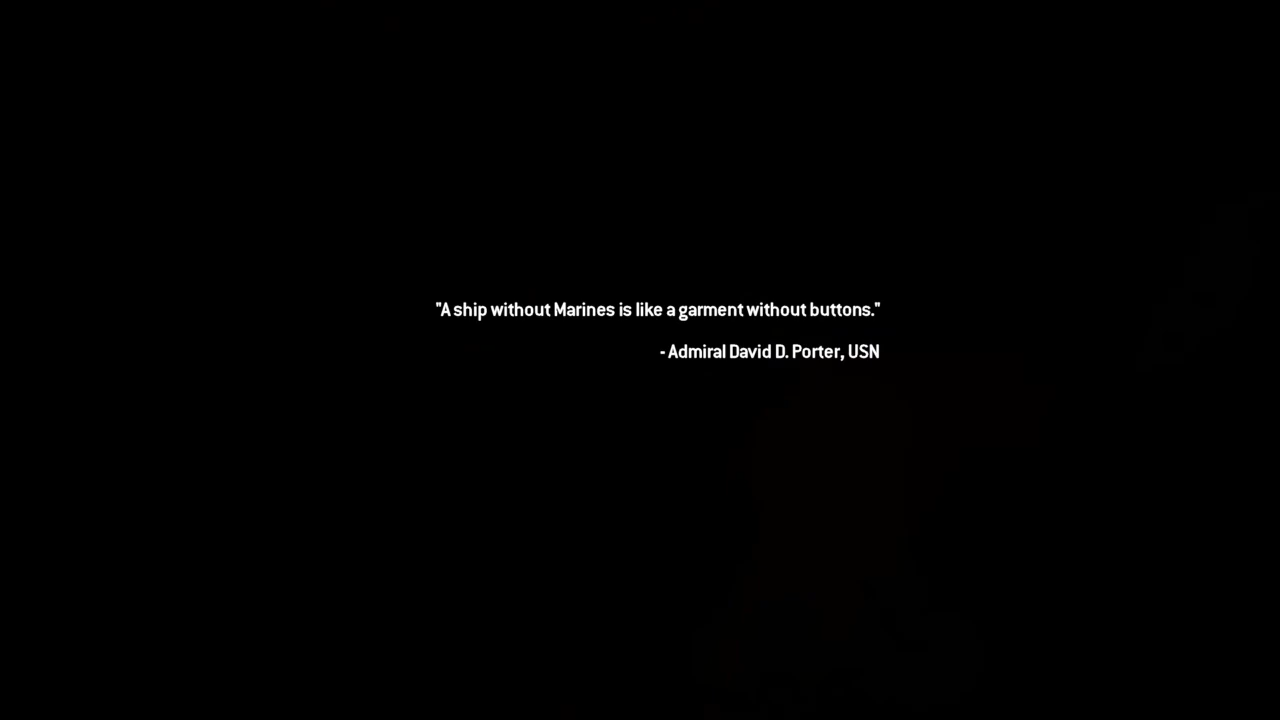 "A ship without Marines is like a garment without buttons."
- Admiral David D. Porter, USN